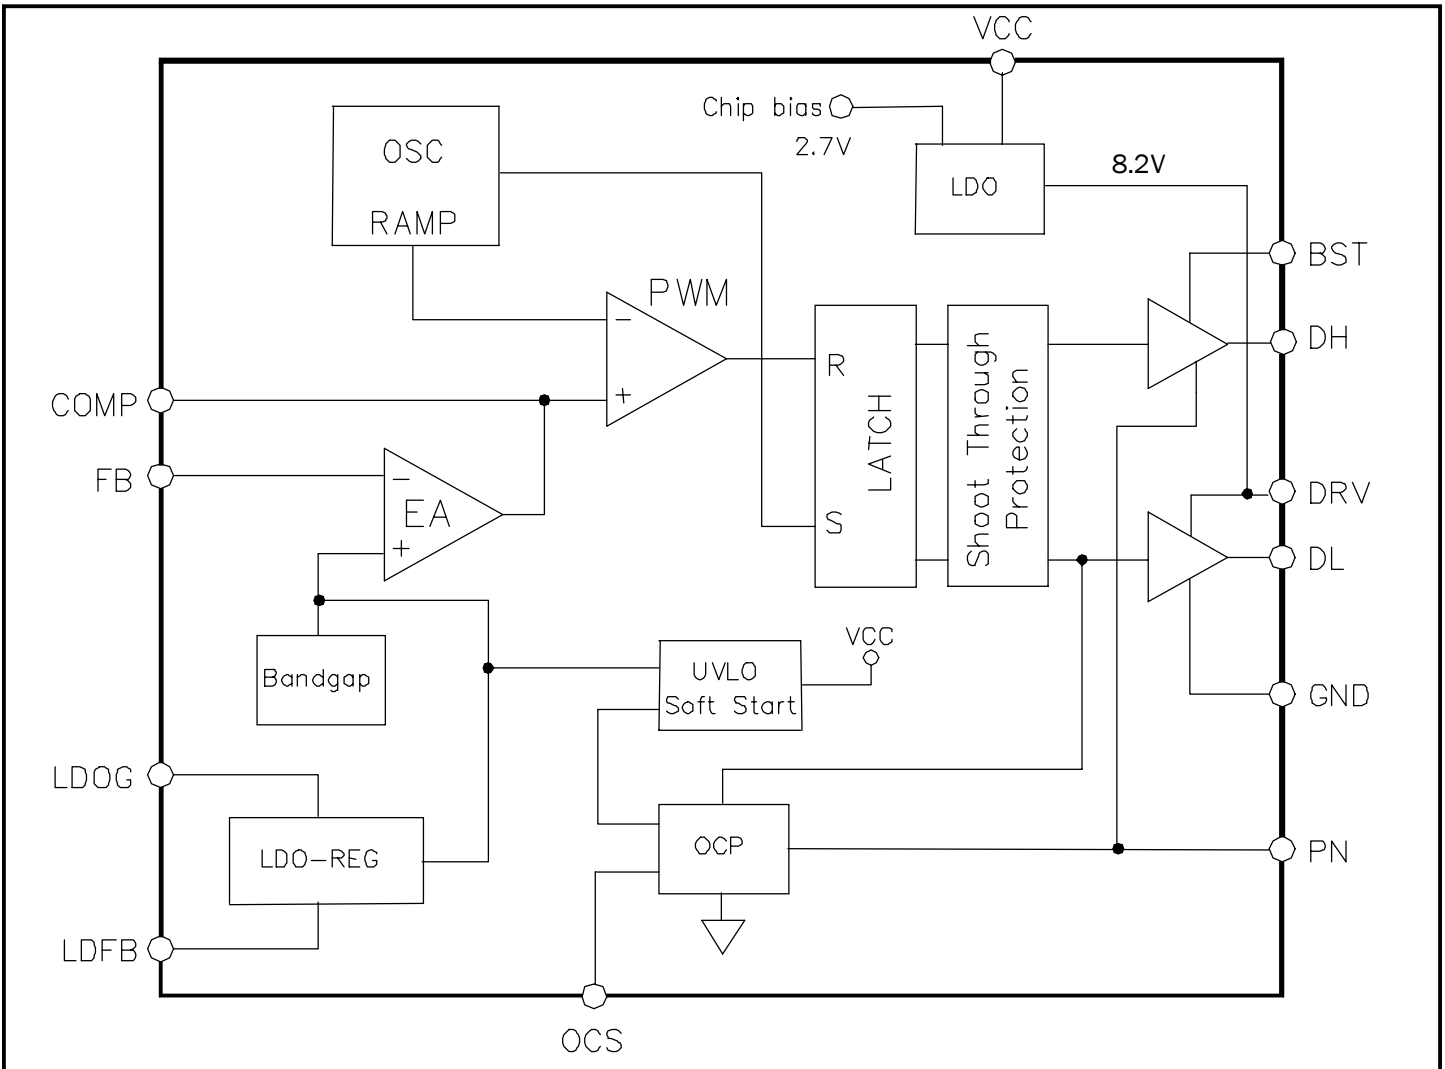 VCC
Chip bias
2.7V
OSC
RAMP
LDO
8.2V
BST
PWM
−
+
DH
R
S
LATCH
Shoot Through
Protection
COMP
FB
−
EA
+
DRV
DL
Bandgap
UVLO
Soft Start
VCC
GND
LDOG
LDO-REG
OCP
PN
LDFB
OCS